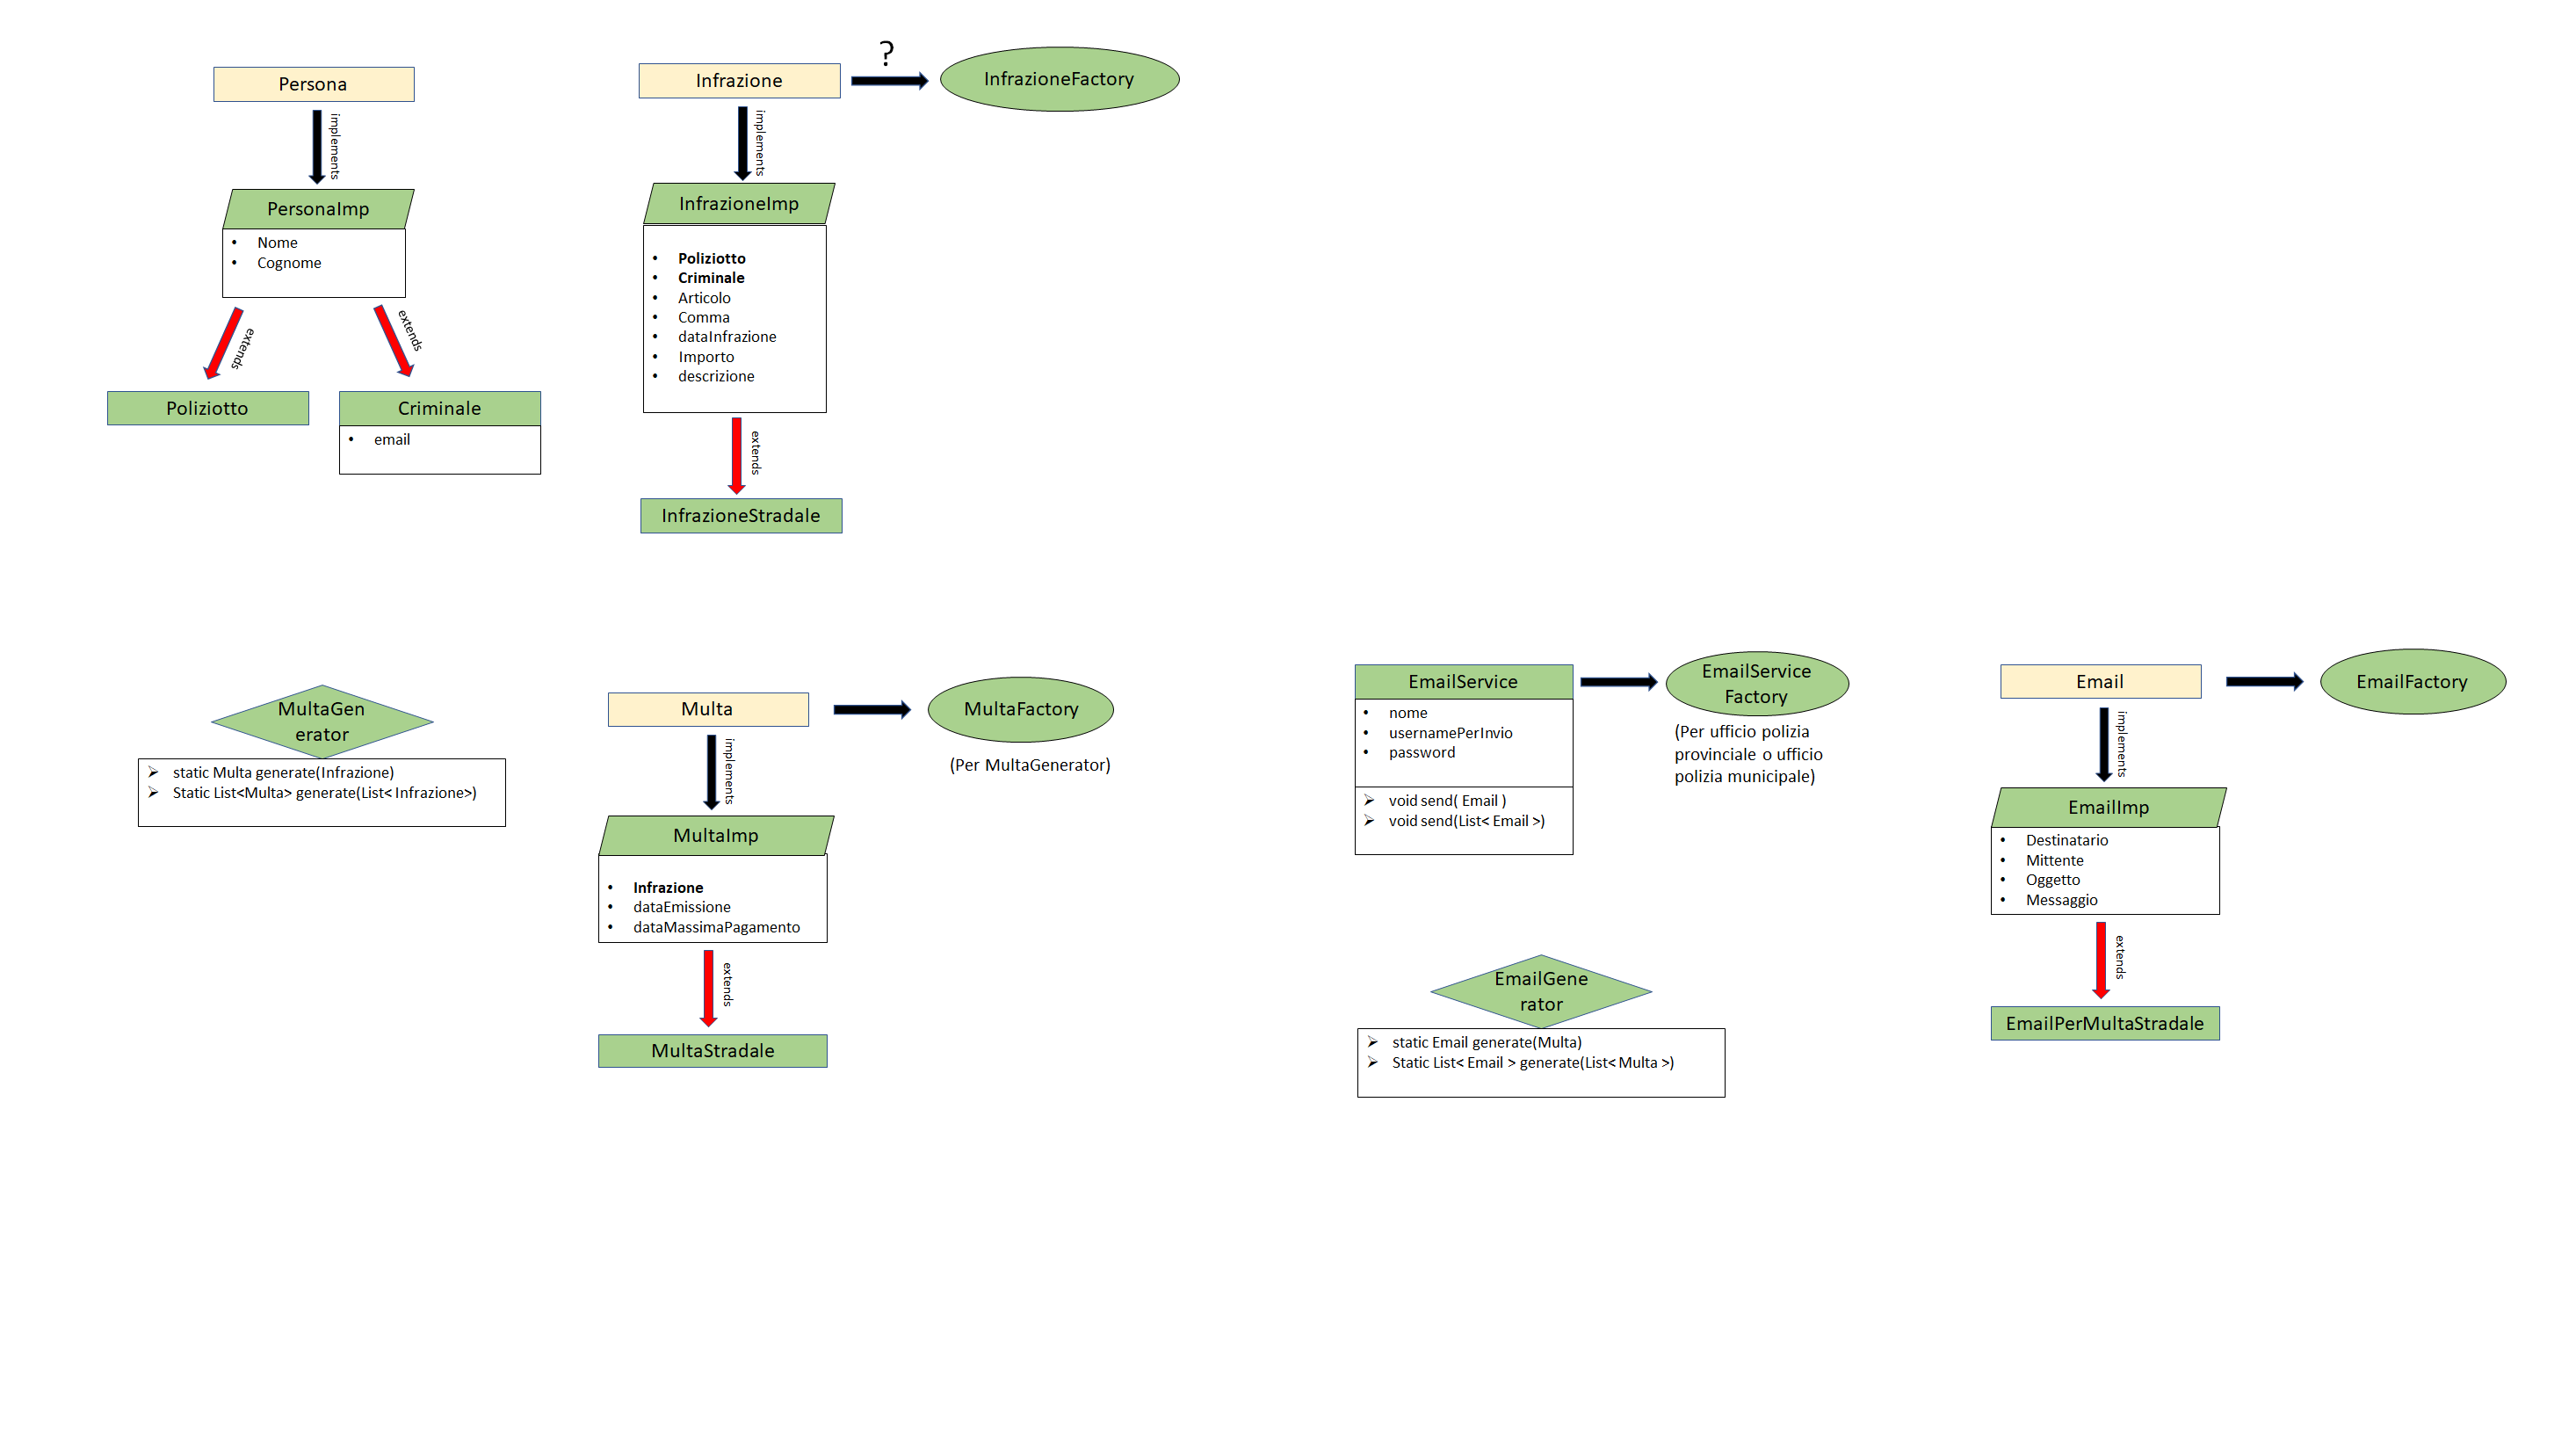 Persona
implements
PersonaImp
• Nome
• Cognome
extends
extends
Poliziotto
Criminale
• email
Infrazione
?
InfrazioneFactory
implements
InfrazioneImp
• Poliziotto
• Criminale
• Articolo
• Comma
• dataInfrazione
• Importo
• descrizione
extends
InfrazioneStradale
MultaGen
erator
➢ static Multa generate(Infrazione)
➢ Static List<Multa> generate(List< Infrazione>)
Multa
MultaFactory
(Per MultaGenerator)
implements
MultaImp
• Infrazione
• dataEmissione
• dataMassimaPagamento
extends
MultaStradale
EmailService
• nome
• usernamePerInvio
• password
➢ void send( Email )
➢ void send(List< Email >)
EmailService
Factory
(Per ufficio polizia
provinciale o ufficio
polizia municipale)
EmailGene
rator
➢ static Email generate(Multa)
➢ Static List< Email > generate(List< Multa >)
Email
EmailFactory
implements
EmailImp
• Destinatario
• Mittente
• Oggetto
• Messaggio
extends
EmailPerMultaStradale